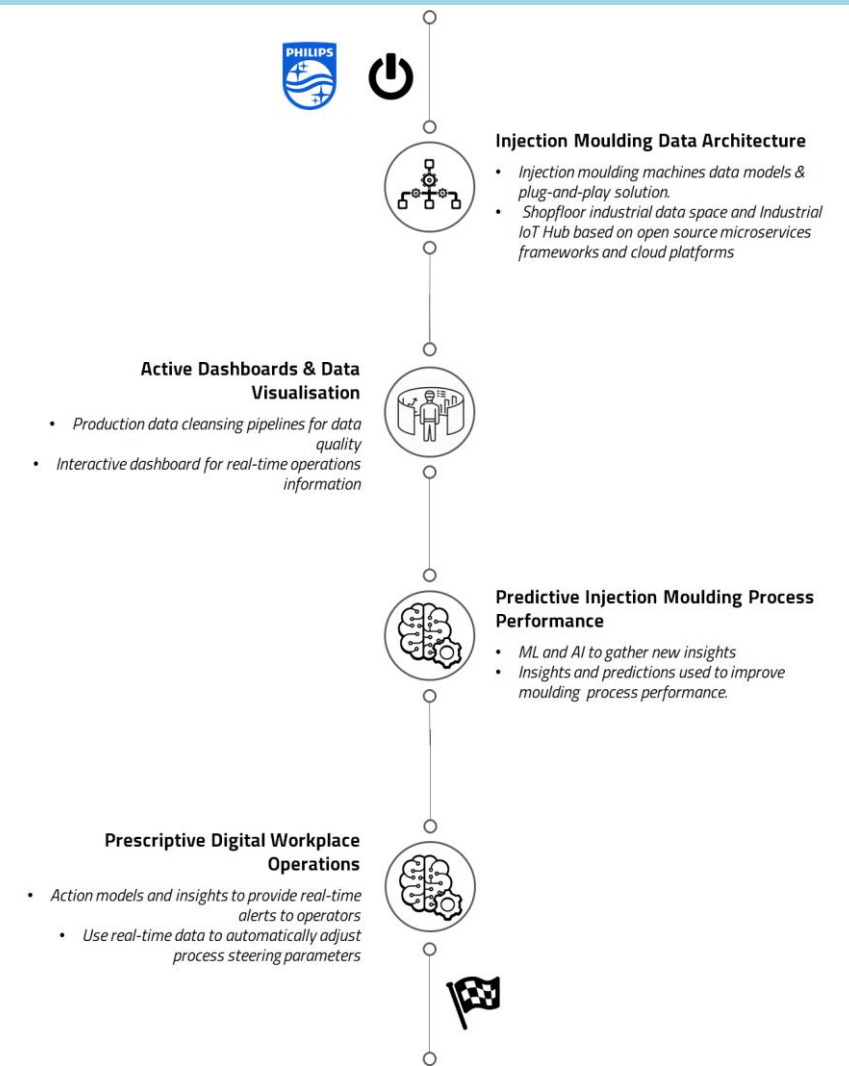 PHILIPS
Injection Moulding Data Architecture
• Injection moulding machines data models &
plug-and-play solution.
• Shopfloor industrial data space and Industrial
IoT Hub based on open source microservices
frameworks and cloud platforms
Active Dashboards & Data
Visualisation
• Production data cleansing pipelines for data
quality
• Interactive dashboard for real-time operations
information
Predictive Injection Moulding Process
Performance
• ML and AI to gather new insights
• Insights and predictions used to improve
moulding process performance.
Prescriptive Digital Workplace
Operations
• Action models and insights to provide real-time
alerts to operators
• Use real-time data to automatically adjust
process steering parameters